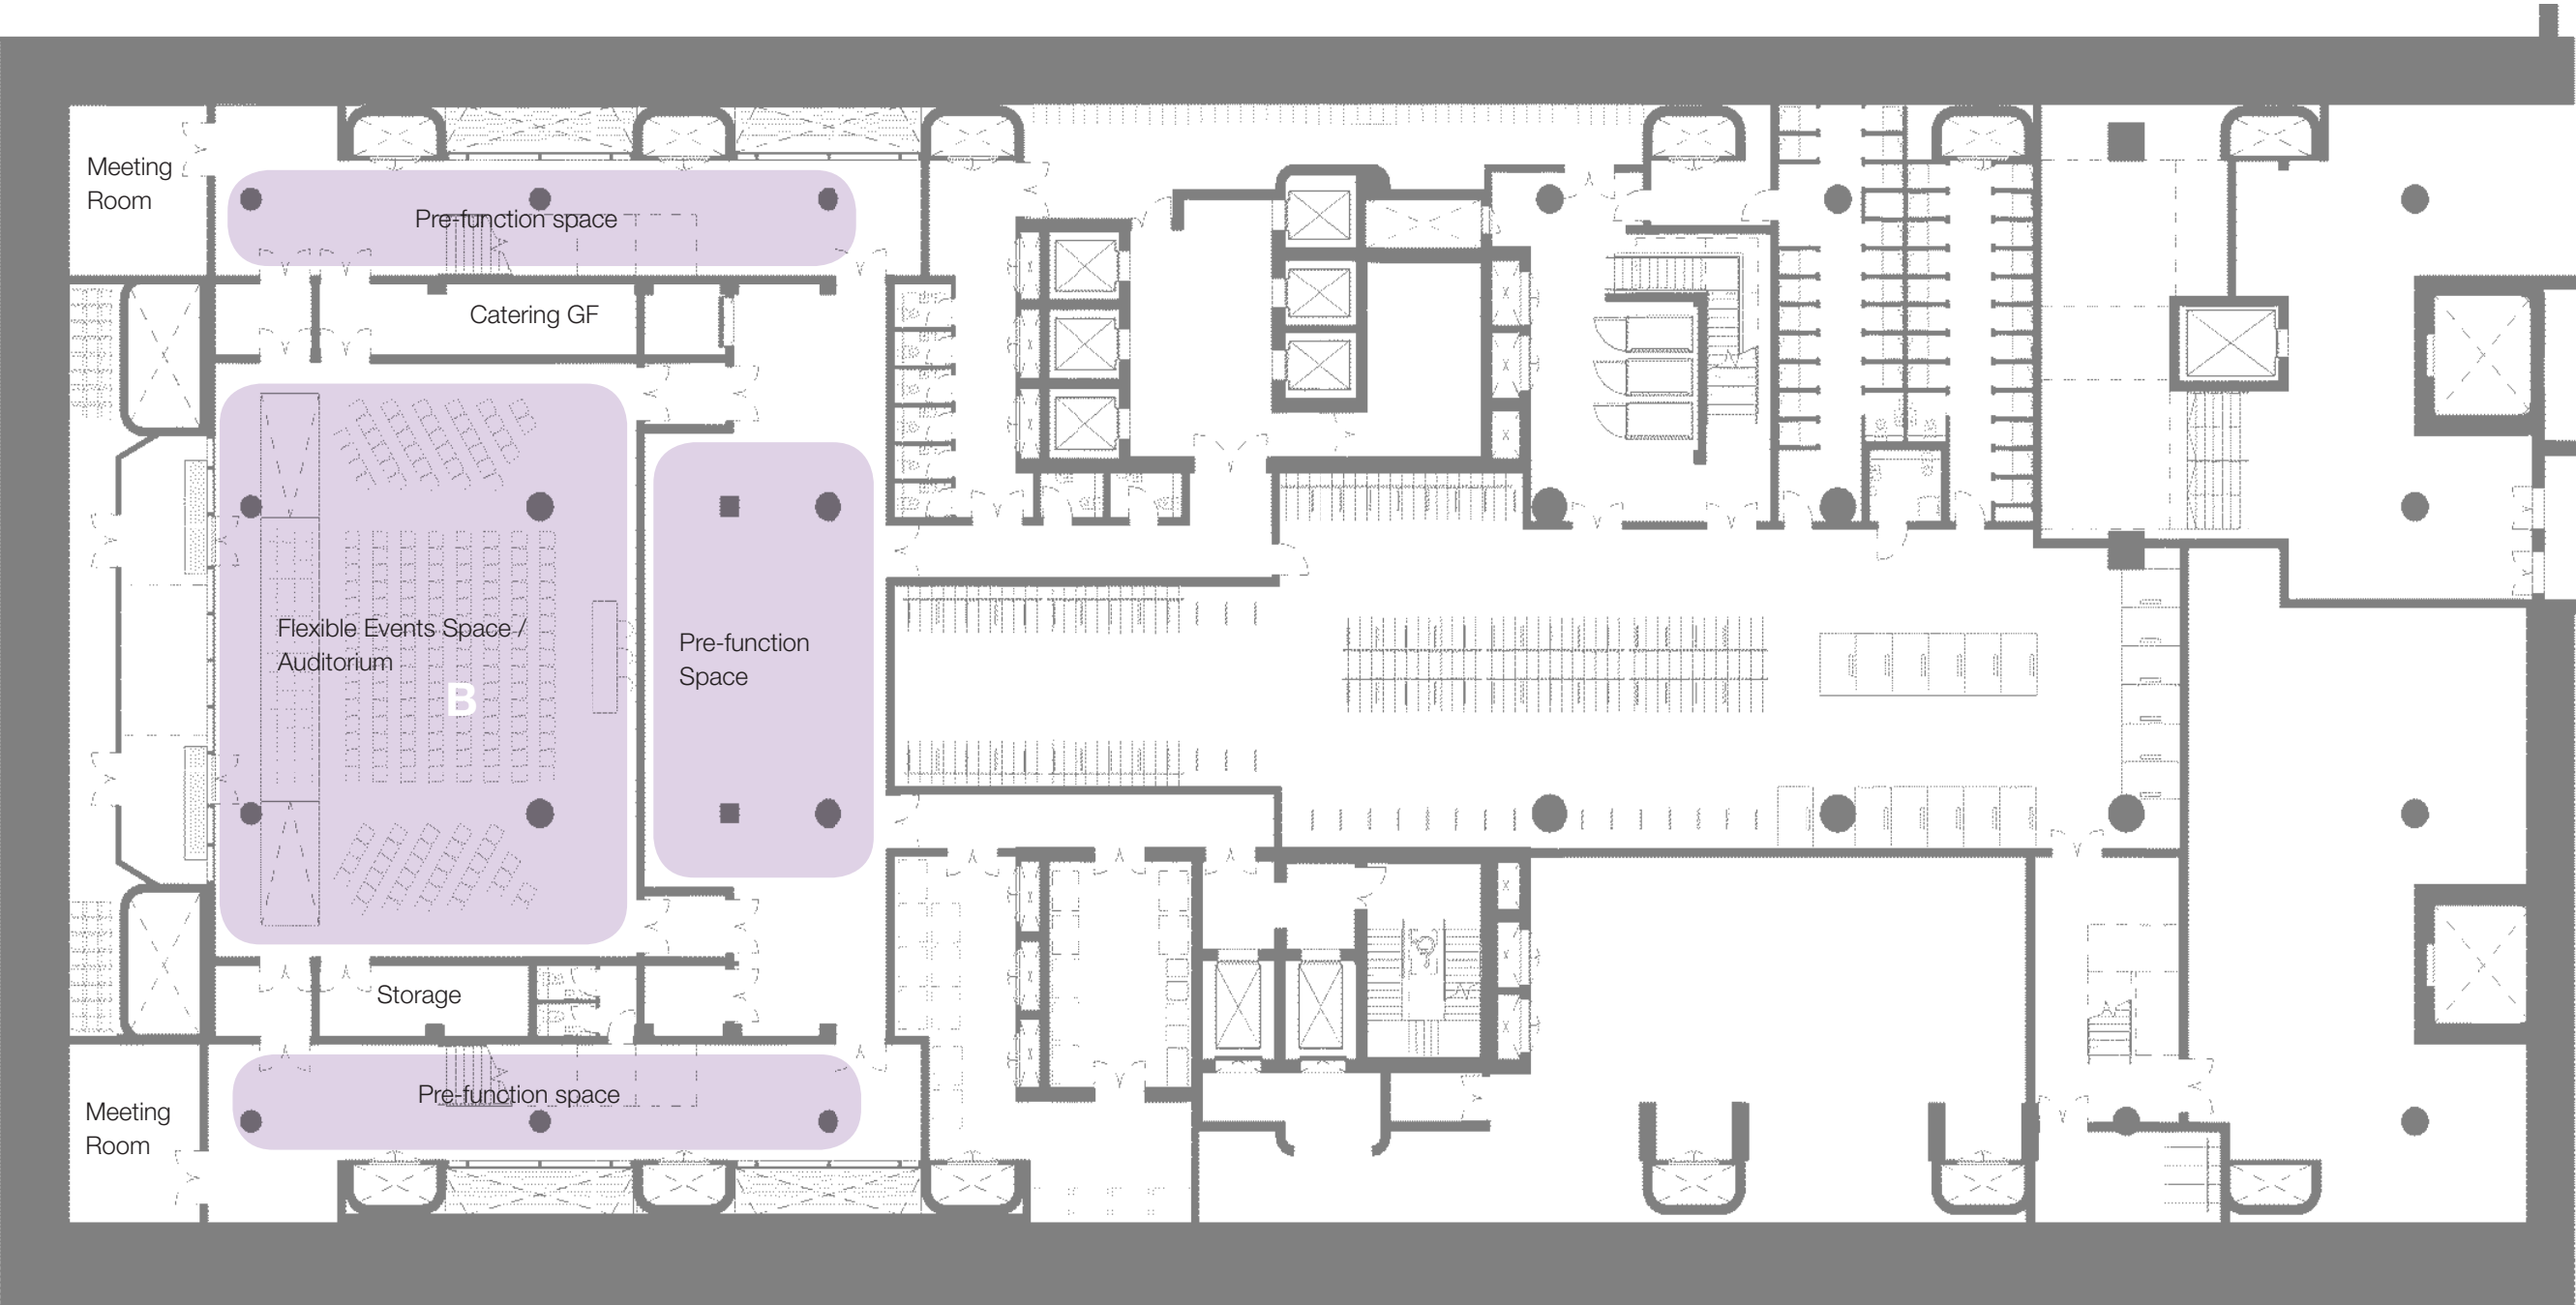 Meeting
Room
Pre-function space
Catering GF
Flexible Events Space /
Auditorium
B
Pre-function
Space
Storage
Pre-function space
Meeting
Room